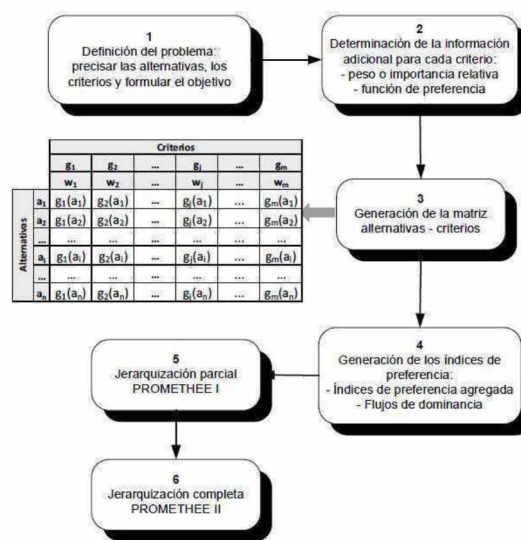 1
Definición del problema:
precisar las alternativas, los
criterios y formular el objetivo
2
Determinación de la información
adicional para cada criterio:
- peso o importancia relativa
- función de preferencia
Criterios
g₁ g₂ ... gⱼ ... gₘ
w₁ w₂ ... wⱼ ... wₘ
Alternativas
a₁ g₁(a₁) g₂(a₁) ... gⱼ(a₁) ... gₘ(a₁)
a₂ g₁(a₂) g₂(a₂) ... gⱼ(a₂) ... gₘ(a₂)
... ... ... ... ... ... ...
aᵢ g₁(aᵢ) g₂(aᵢ) ... gⱼ(aᵢ) ... gₘ(aᵢ)
... ... ... ... ... ... ...
aₙ g₁(aₙ) g₂(aₙ) ... gⱼ(aₙ) ... gₘ(aₙ)
3
Generación de la matriz
alternativas - criterios
4
Generación de los índices de
preferencia:
- Índices de preferencia agregada
- Flujos de dominancia
5
Jerarquización parcial
PROMETHEE I
6
Jerarquización completa
PROMETHEE II